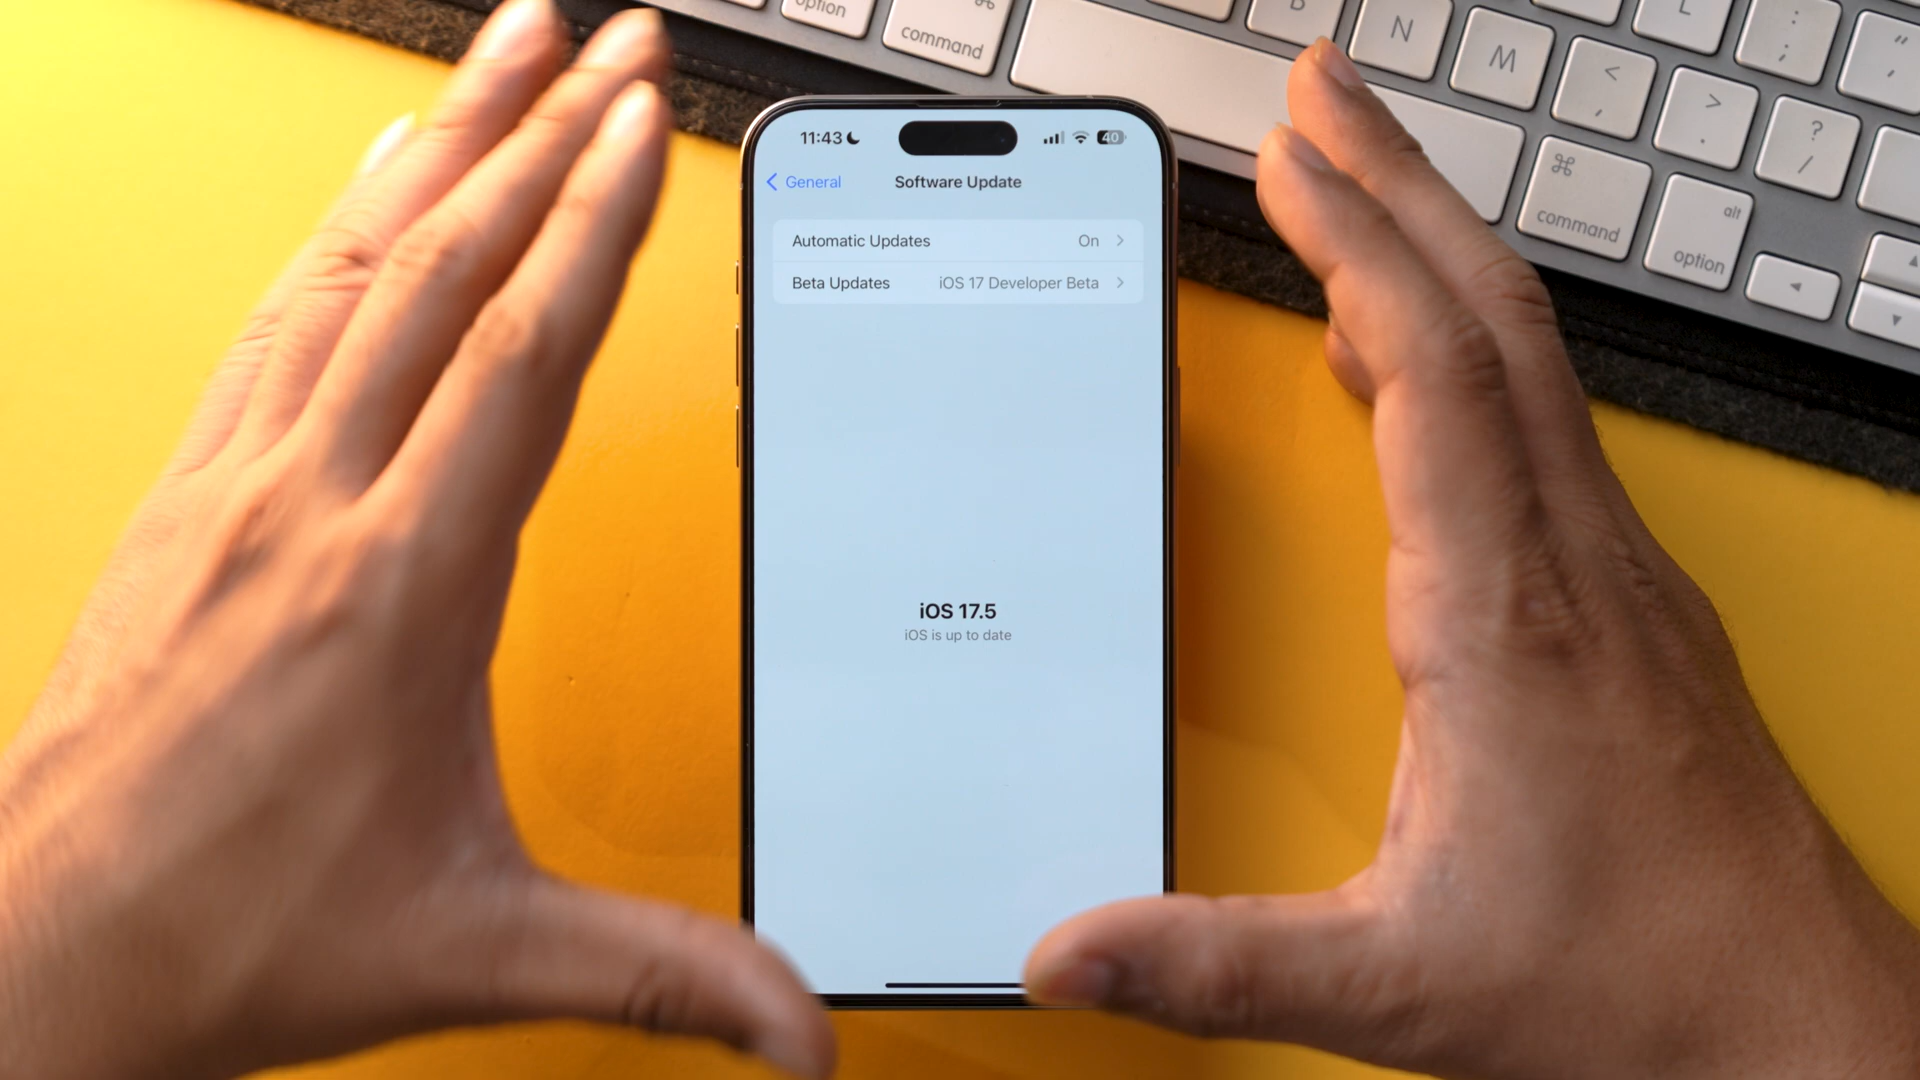 11:43
40
General
Software Update
Automatic Updates On
Beta Updates iOS 17 Developer Beta
iOS 17.5
iOS is up to date
option
⌘
command
N
M
<
,
>
.
L
:
;
"
'
?
/
⌘
command
alt
option
◀
▲
▼